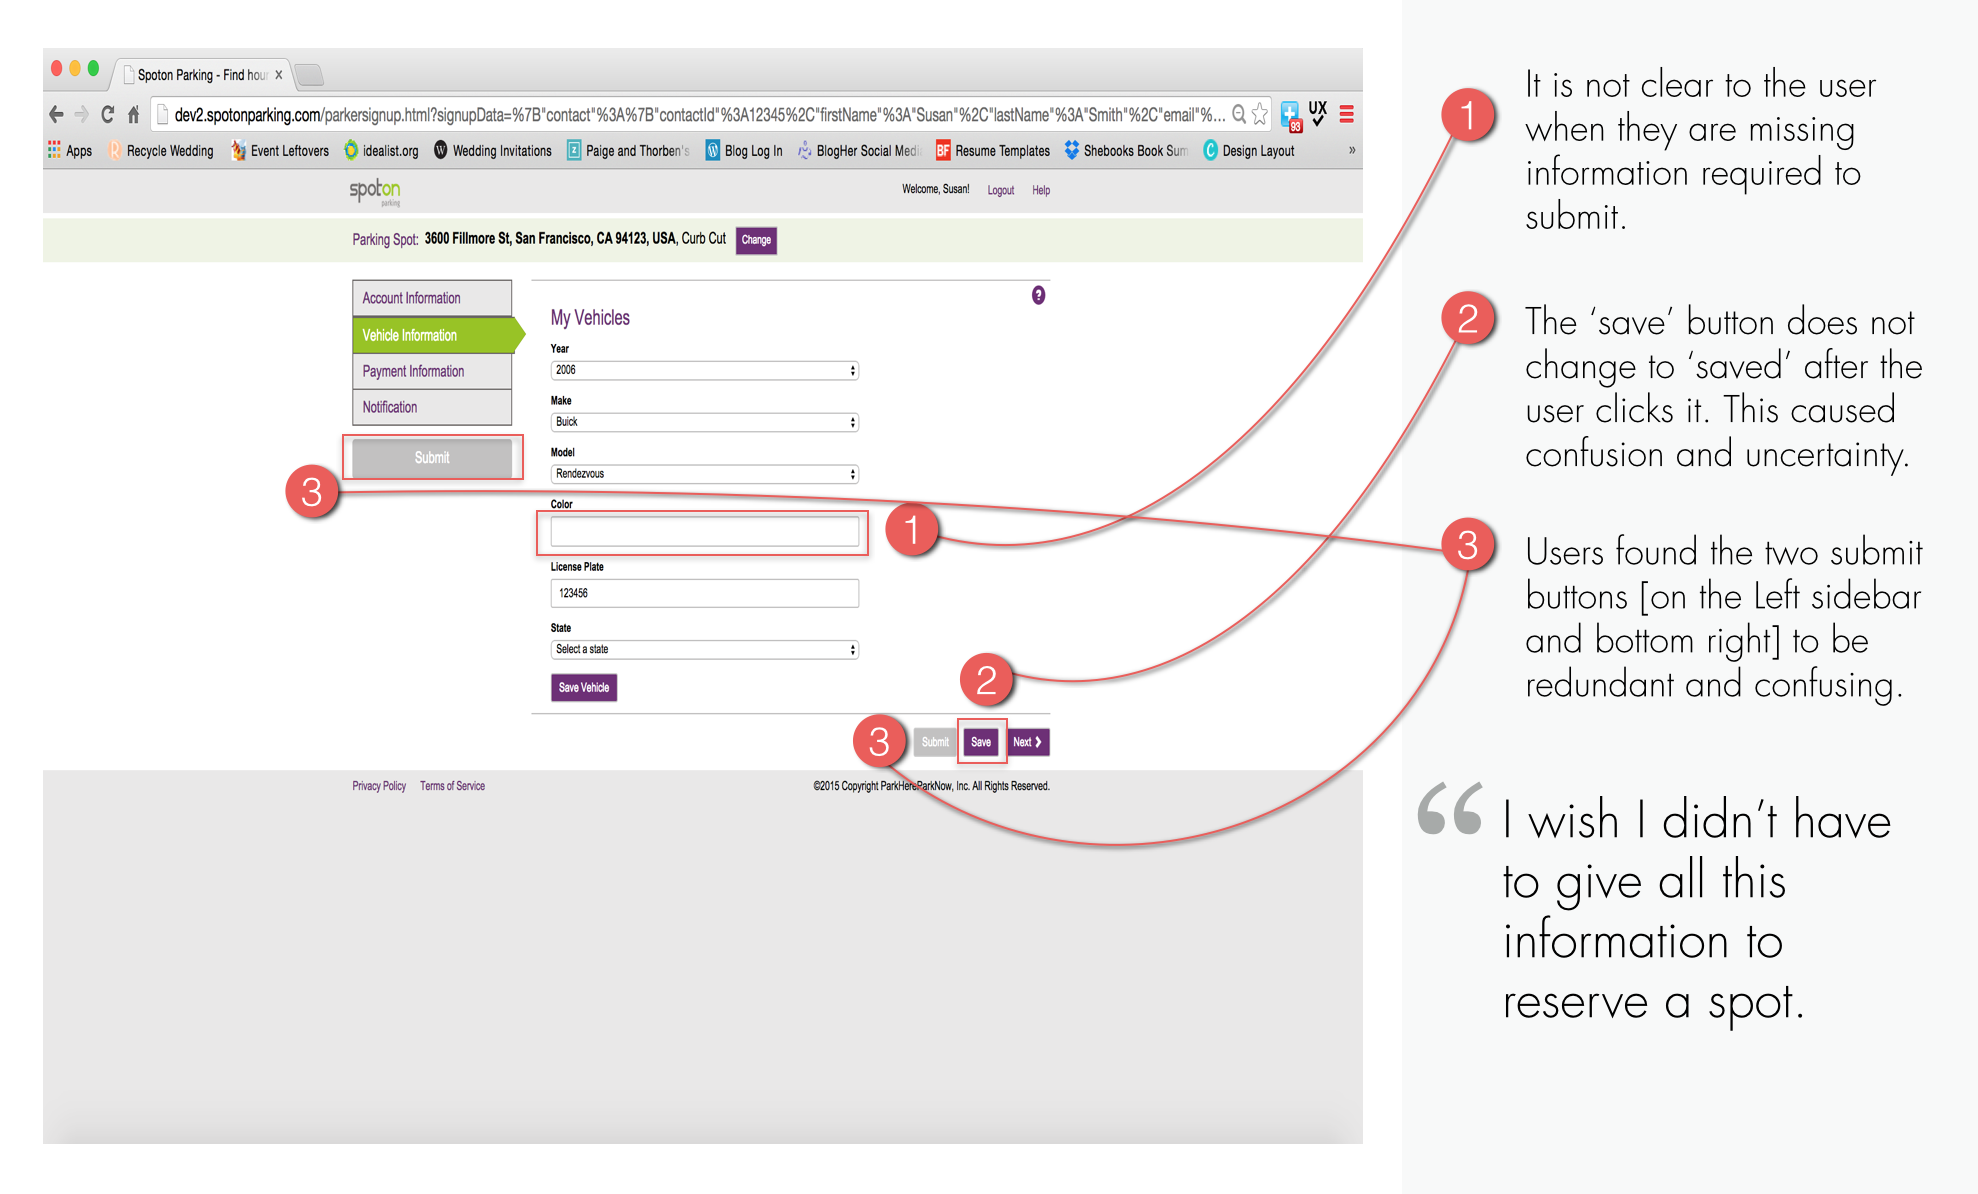 Spoton Parking - Find hour
dev2.spotonparking.com/parkersignup.html?signupData=%7B"contact"%3A%7B"contactId"%3A12345%2C"firstName"%3A"Susan"%2C"lastName"%3A"Smith"%2C"email"%...
93
UX
Apps Recycle Wedding Event Leftovers idealist.org Wedding Invitations Paige and Thorben's Blog Log In BlogHer Social Medi BF Resume Templates Shebooks Book Sum Design Layout »
spoton
parking
Welcome, Susan! Logout Help
Parking Spot: 3600 Fillmore St, San Francisco, CA 94123, USA, Curb Cut Change
Account Information
Vehicle Information
Payment Information
Notification
Submit
3
?
My Vehicles
Year
2006
Make
Buick
Model
Rendezvous
Color
1
License Plate
123456
State
Select a state
Save Vehicle
2
3
Submit Save Next
Privacy Policy Terms of Service
©2015 Copyright ParkHereParkNow, Inc. All Rights Reserved.
1
It is not clear to the user
when they are missing
information required to
submit.
2
The ‘save’ button does not
change to ‘saved’ after the
user clicks it. This caused
confusion and uncertainty.
3
Users found the two submit
buttons [on the Left sidebar
and bottom right] to be
redundant and confusing.
“ I wish I didn’t have
to give all this
information to
reserve a spot.